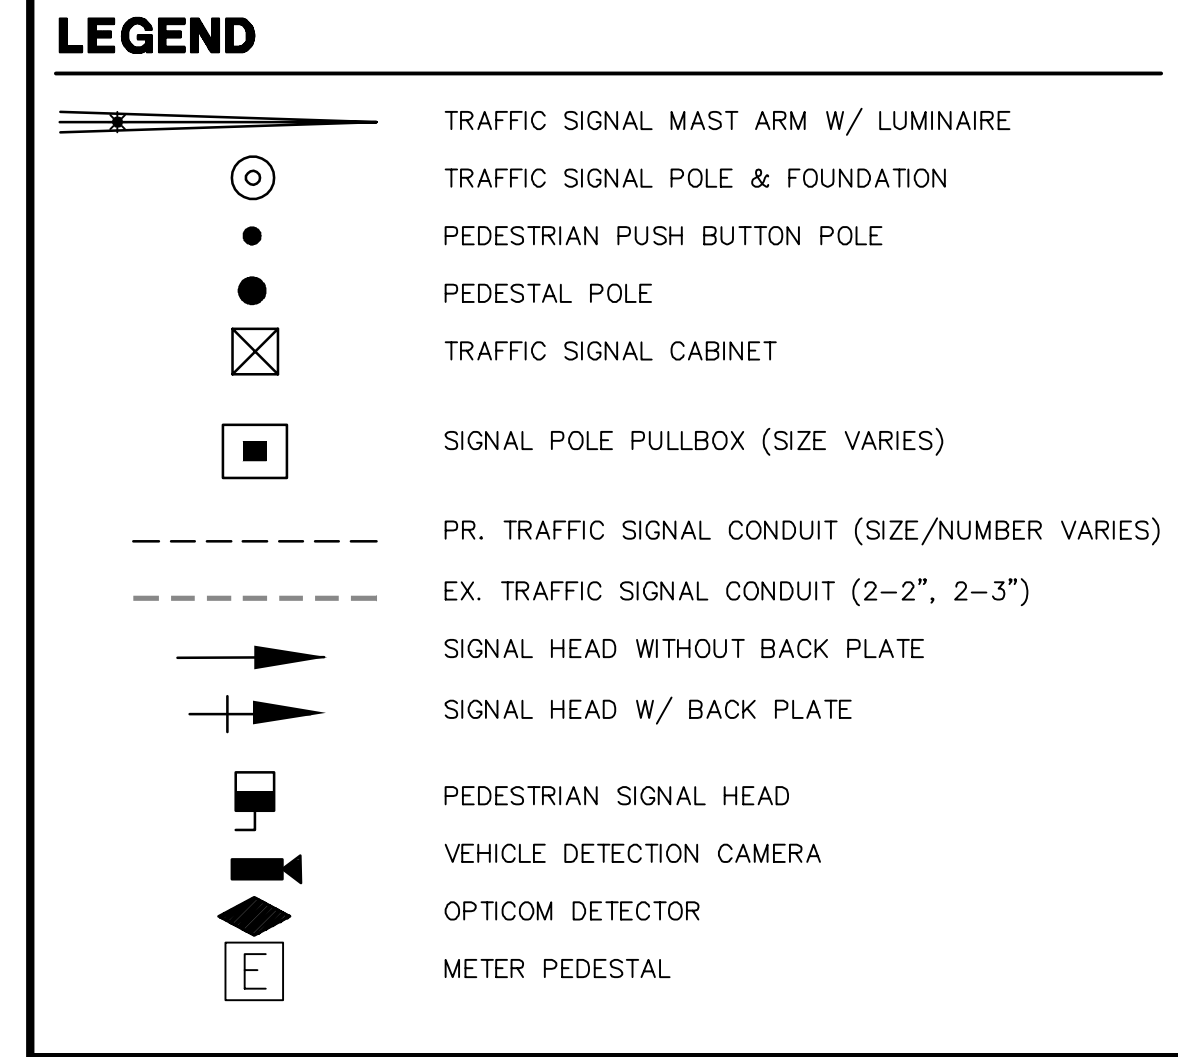 LEGEND
TRAFFIC SIGNAL MAST ARM W/ LUMINAIRE
TRAFFIC SIGNAL POLE & FOUNDATION
PEDESTRIAN PUSH BUTTON POLE
PEDESTAL POLE
TRAFFIC SIGNAL CABINET
SIGNAL POLE PULLBOX (SIZE VARIES)
PR. TRAFFIC SIGNAL CONDUIT (SIZE/NUMBER VARIES)
EX. TRAFFIC SIGNAL CONDUIT (2-2", 2-3")
SIGNAL HEAD WITHOUT BACK PLATE
SIGNAL HEAD W/ BACK PLATE
PEDESTRIAN SIGNAL HEAD
VEHICLE DETECTION CAMERA
OPTICOM DETECTOR
E METER PEDESTAL